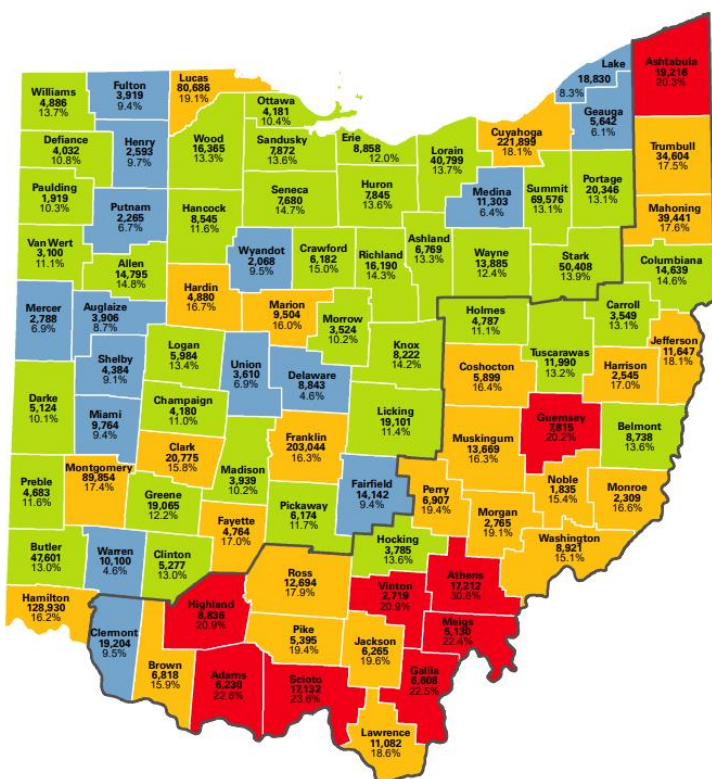 Williams
4,886
13.7%
Fulton
3,919
9.4%
Lucas
80,686
19.1%
Ottawa
4,181
10.4%
Lake
18,830
8.3%
Ashtabula
19,216
20.3%
Geauga
5,642
6.1%
Defiance
4,032
10.8%
Henry
2,593
9.7%
Wood
16,365
13.3%
Sandusky
7,872
13.6%
Erie
8,858
12.0%
Lorain
40,799
13.7%
Cuyahoga
221,899
18.1%
Trumbull
34,604
17.5%
Paulding
1,919
10.3%
Putnam
2,265
6.7%
Hancock
8,545
11.6%
Seneca
7,680
14.7%
Huron
7,845
13.6%
Medina
11,303
6.4%
Summit
69,576
13.1%
Portage
20,346
13.1%
Mahoning
39,441
17.6%
Van Wert
3,100
11.1%
Allen
14,795
14.8%
Wyandot
2,068
9.5%
Crawford
6,182
15.0%
Richland
16,190
14.3%
Ashland
6,769
13.3%
Wayne
13,885
12.4%
Stark
50,408
13.9%
Columbiana
14,639
14.6%
Mercer
2,788
6.9%
Auglaize
3,906
8.7%
Hardin
4,880
16.7%
Marion
9,504
16.0%
Morrow
3,524
10.2%
Holmes
4,787
11.1%
Carroll
3,549
13.1%
Tuscarawas
11,990
13.2%
Jefferson
11,647
18.1%
Shelby
4,384
9.1%
Logan
5,984
13.4%
Union
3,610
6.9%
Delaware
8,843
4.6%
Knox
8,222
14.2%
Coshocton
5,899
16.4%
Harrison
2,545
17.0%
Darke
5,124
10.1%
Miami
9,764
9.4%
Champaign
4,180
11.0%
Licking
19,101
11.4%
Guernsey
7,815
20.2%
Belmont
8,738
13.6%
Clark
20,775
15.8%
Franklin
203,044
16.3%
Muskingum
13,669
16.3%
Preble
4,683
11.6%
Montgomery
89,854
17.4%
Greene
19,065
12.2%
Madison
3,939
10.2%
Pickaway
6,174
11.7%
Fairfield
14,142
9.4%
Perry
6,907
19.4%
Morgan
2,765
19.1%
Noble
1,835
15.4%
Monroe
2,309
16.6%
Fayette
4,764
17.0%
Hocking
3,785
13.6%
Washington
8,921
15.1%
Butler
47,601
13.0%
Warren
10,100
4.6%
Clinton
5,277
13.0%
Ross
12,694
17.9%
Vinton
2,719
20.9%
Athens
17,212
30.6%
Hamilton
128,930
16.2%
Highland
8,836
20.9%
Meigs
5,130
22.4%
Clermont
19,204
9.5%
Pike
5,395
19.4%
Jackson
6,265
19.6%
Brown
6,818
15.9%
Adams
6,230
22.6%
Scioto
17,132
23.6%
Gallia
6,608
22.5%
Lawrence
11,082
18.6%